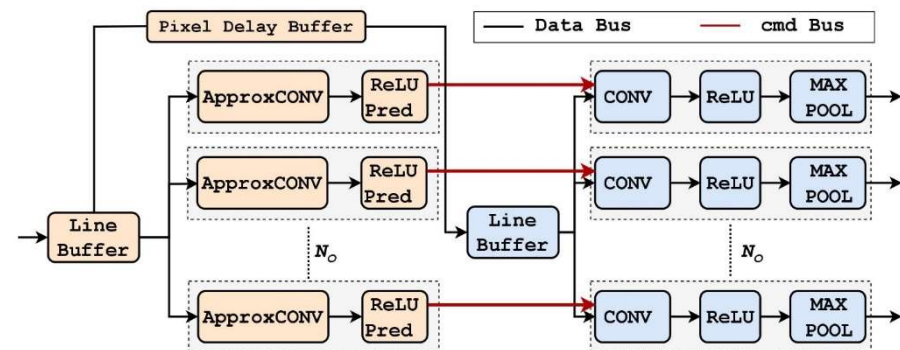 Pixel Delay Buffer
Data Bus
cmd Bus
ApproxCONV
ReLU
Pred
CONV
ReLU
MAX
POOL
ApproxCONV
ReLU
Pred
CONV
ReLU
MAX
POOL
Line
Buffer
Line
Buffer
N_o
N_o
ApproxCONV
ReLU
Pred
CONV
ReLU
MAX
POOL